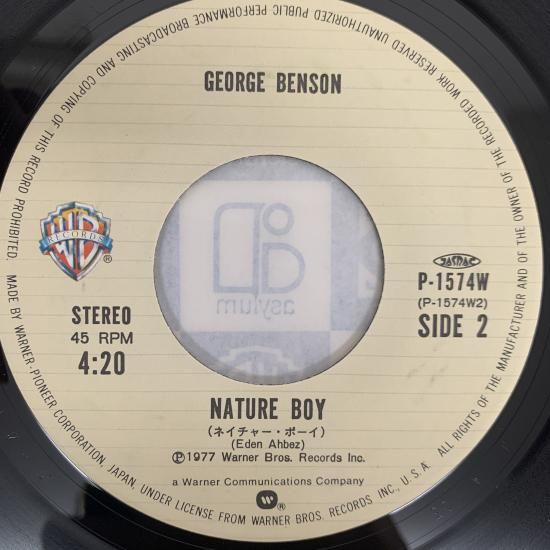 ALL RIGHTS OF THE MANUFACTURER AND OF THE OWNER OF THE RECORDED WORK RESERVED UNAUTHORIZED PUBLIC PERFORMANCE BROADCASTING AND COPYING OF THIS RECORD PROHIBITED.
GEORGE BENSON
WB
RECORDS
®
asylum
JASRAC
P-1574W
(P-1574W2)
STEREO
45 RPM
4:20
SIDE 2
NATURE BOY
(ネイチャー・ボーイ)
(Eden Ahbez)
Ⓟ1977 Warner Bros. Records Inc.
a Warner Communications Company
MADE BY WARNER-PIONEER CORPORATION, JAPAN, UNDER LICENSE FROM WARNER BROS. RECORDS INC., U.S.A.